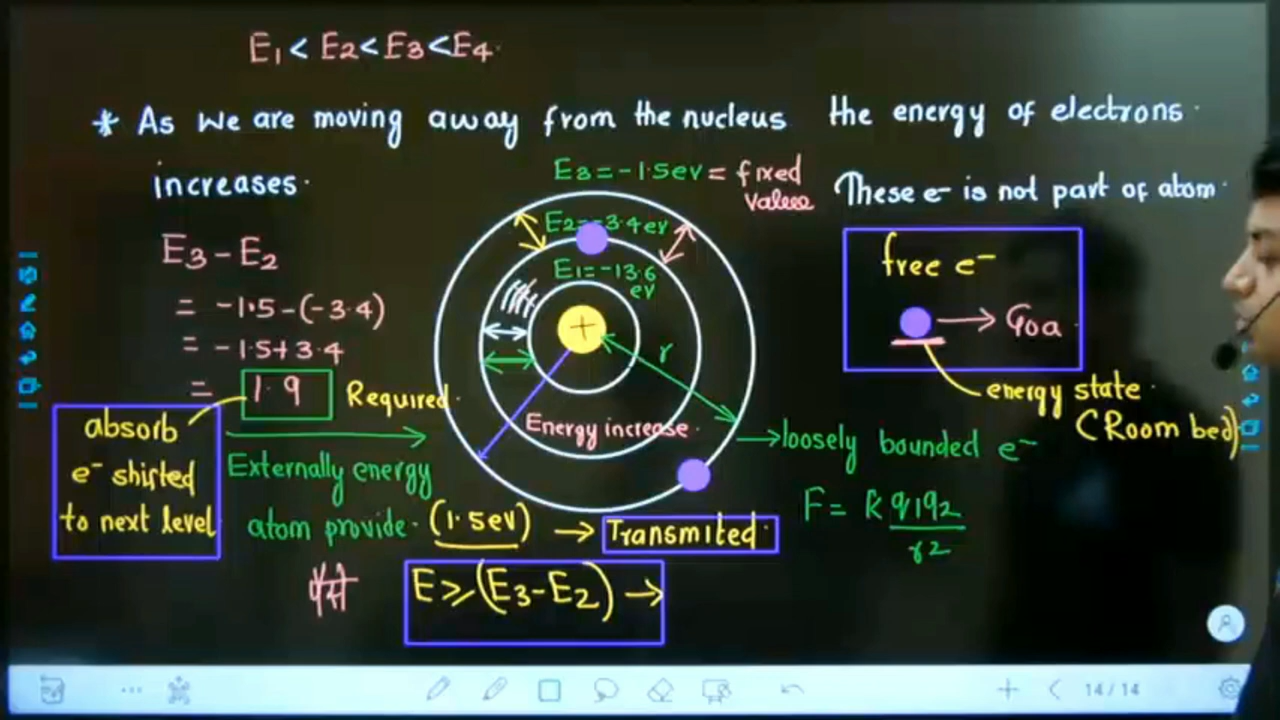 E1 < E2 < E3 < E4
* As we are moving away from the nucleus the energy of electrons
increases.
E3 = -1.5ev = fixed
value
These e- is not part of atom.
E3 - E2
= -1.5 - (-3.4)
= -1.5 + 3.4
= 1.9 Required.
E2 = -3.4ev
E1 = -13.6
ev
+
r
Energy increase.
free e-
→ Goa
energy state.
(Room bed)
absorb
e- shifted
to next level
Externally energy
atom provide. (1.5ev) → Transmited.
→ loosely bounded e-
F = k q1q2
r2
E ≥ (E3 - E2) →
14/14